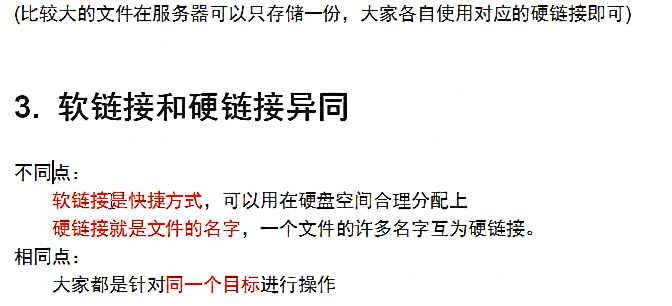 (比较大的文件在服务器可以只存储一份，大家各自使用对应的硬链接即可)
3. 软链接和硬链接异同
不同点：
软链接是快捷方式，可以用在硬盘空间合理分配上
硬链接就是文件的名字，一个文件的许多名字互为硬链接。
相同点：
大家都是针对同一个目标进行操作